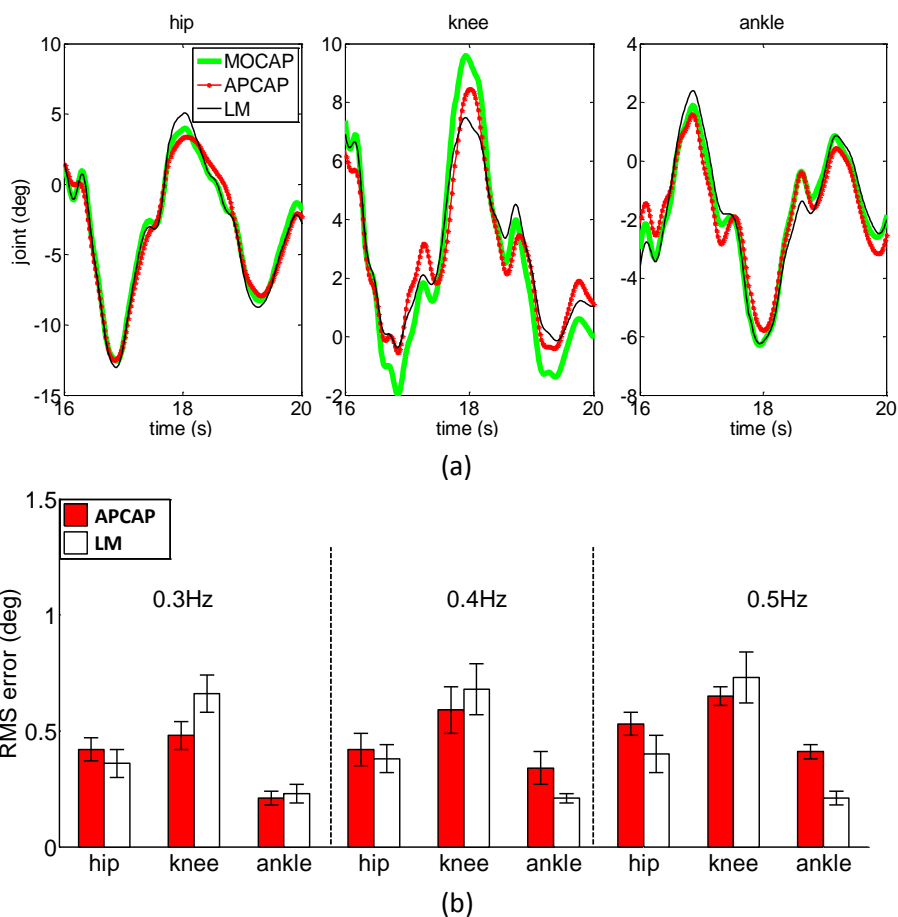 hip
knee
ankle
MOCAP
APCAP
LM
joint (deg)
10
5
0
-5
-10
-15
16
18
20
time (s)
10
8
6
4
2
0
-2
16
18
20
time (s)
4
2
0
-2
-4
-6
-8
16
18
20
time (s)
(a)
APCAP
LM
RMS error (deg)
1.5
1
0.5
0
0.3Hz
0.4Hz
0.5Hz
hip knee ankle hip knee ankle hip knee ankle
(b)